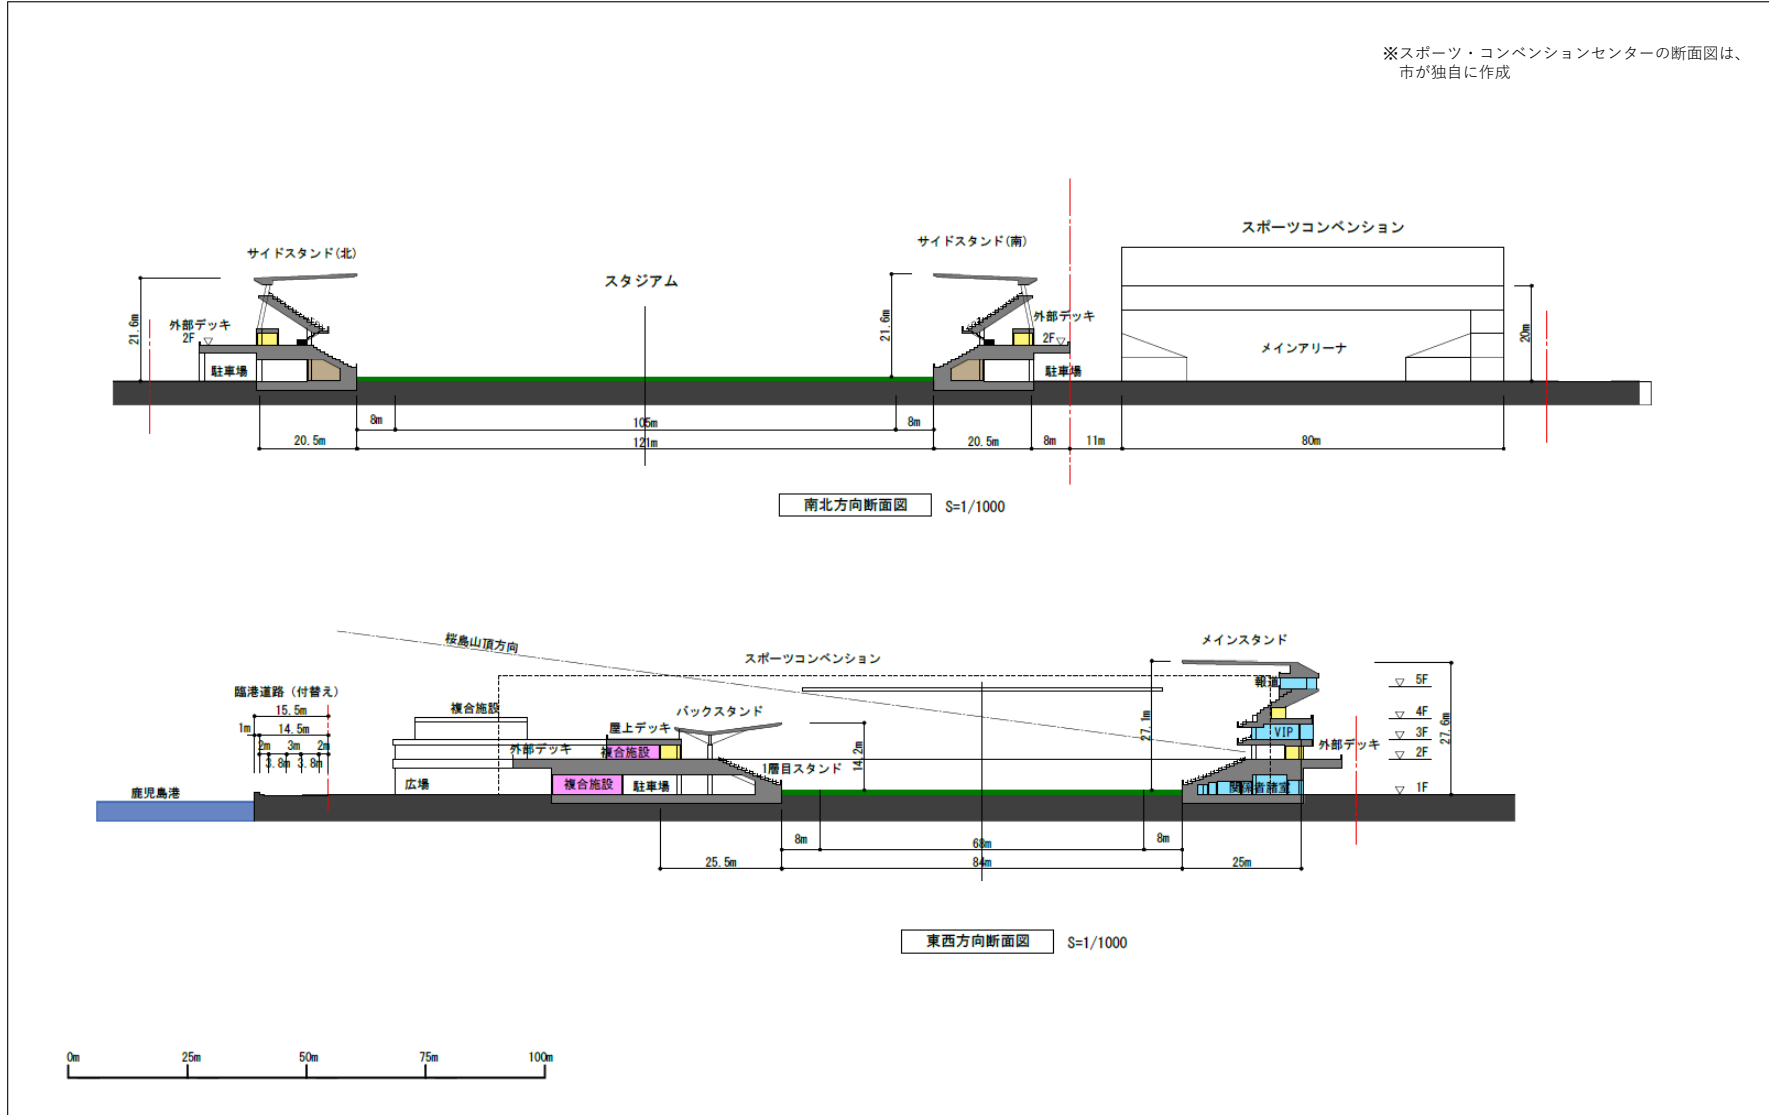 ※スポーツ・コンベンションセンターの断面図は、
市が独自に作成
サイドスタンド(北)
スタジアム
サイドスタンド(南)
スポーツコンベンション
21.6m
外部デッキ
2F
駐車場
21.6m
外部デッキ
2F
駐車場
メインアリーナ
20m
8m
105m
8m
20.5m
121m
20.5m
8m
11m
80m
南北方向断面図
S=1/1000
桜島山頂方向
スポーツコンベンション
メインスタンド
臨港道路（付替え）
15.5m
1m
14.5m
2m
3m
2m
3.8m
3.8m
複合施設
外部デッキ
屋上デッキ
バックスタンド
複合施設
14.2m
27.1m
報道
VIP
外部デッキ
5F
4F
3F
2F
1F
27.6m
鹿児島港
広場
複合施設
駐車場
1層目スタンド
関係者諸室
8m
68m
8m
25.5m
84m
25m
東西方向断面図
S=1/1000
0m
25m
50m
75m
100m